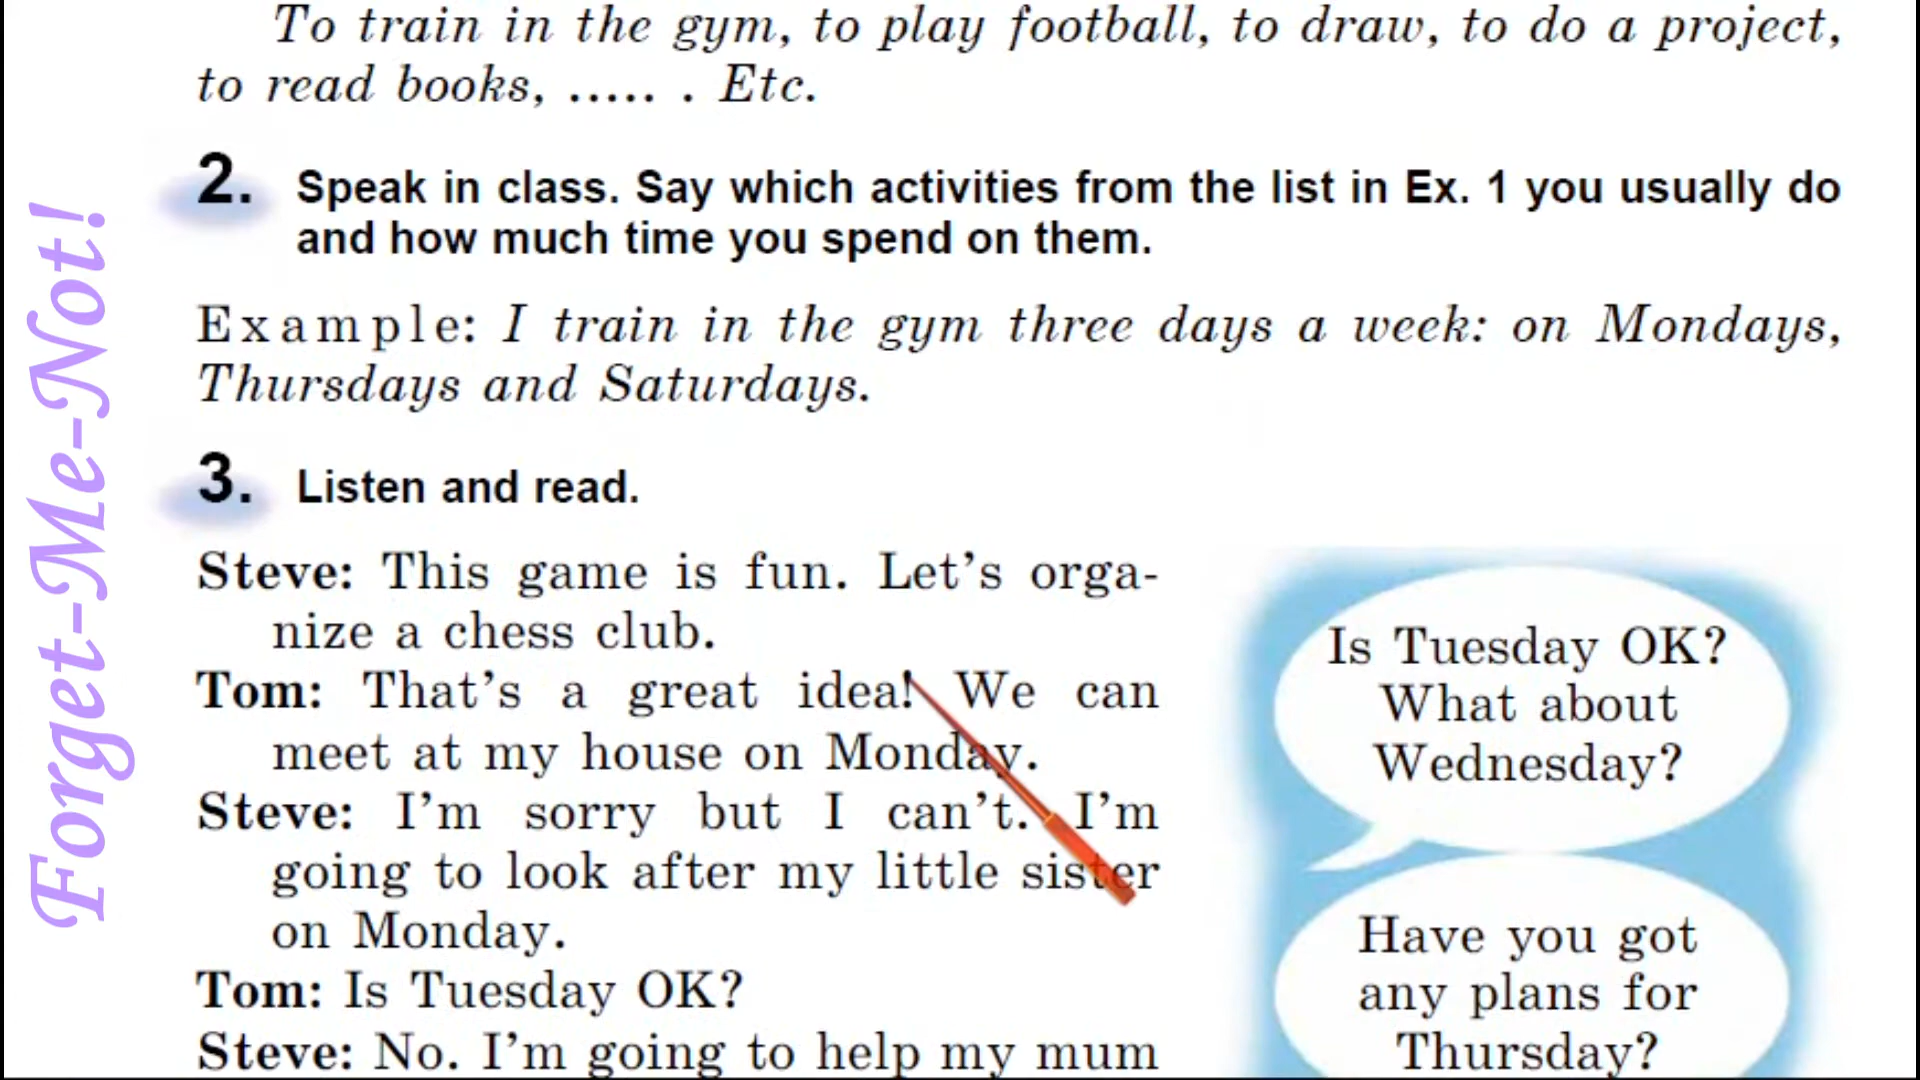 To train in the gym, to play football, to draw, to do a project,
to read books, ..... . Etc.
2. Speak in class. Say which activities from the list in Ex. 1 you usually do
and how much time you spend on them.
Example: I train in the gym three days a week: on Mondays,
Thursdays and Saturdays.
3. Listen and read.
Steve: This game is fun. Let's orga-
nize a chess club.
Tom: That's a great idea! We can
meet at my house on Monday.
Steve: I'm sorry but I can't. I'm
going to look after my little sister
on Monday.
Tom: Is Tuesday OK?
Steve: No. I'm going to help my mum
Is Tuesday OK?
What about
Wednesday?
Have you got
any plans for
Thursday?
Forget-Me-Not!